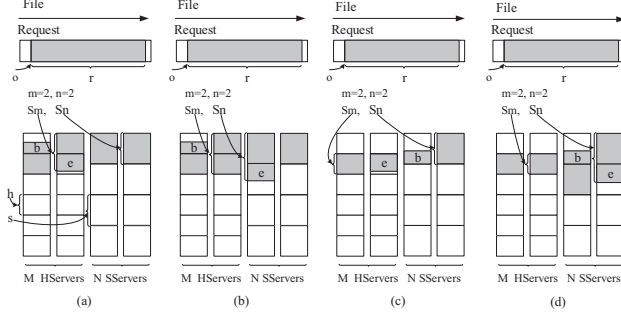 File
Request
o r
m=2, n=2
Sm, Sn
b
e
h
s
M HServers N SServers
(a)
File
Request
o r
m=2, n=2
Sm, Sn
b
e
M HServers N SServers
(b)
File
Request
o r
m=2, n=2
Sm, Sn
e b
M HServers N SServers
(c)
File
Request
o r
m=2, n=2
Sm, Sn
b
e
M HServers N SServers
(d)